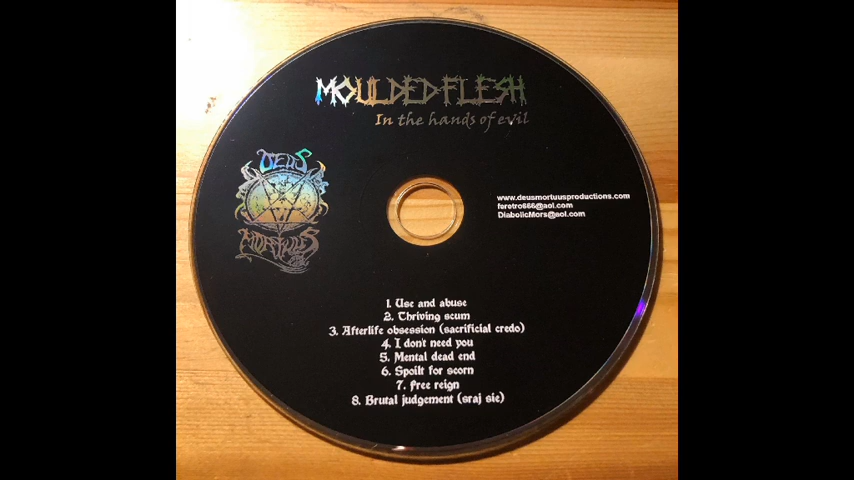 MOULDED FLESH
In the hands of evil
DEUS
MORTUUS
www.deusmortuusproductions.com
feretro666@aol.com
DiabolicMors@aol.com
1. Use and abuse
2. Thriving scum
3. Afterlife obsession (sacrificial credo)
4. I don't need you
5. Mental dead end
6. Spoilt for scorn
7. Free reign
8. Brutal judgement (sraj sie)